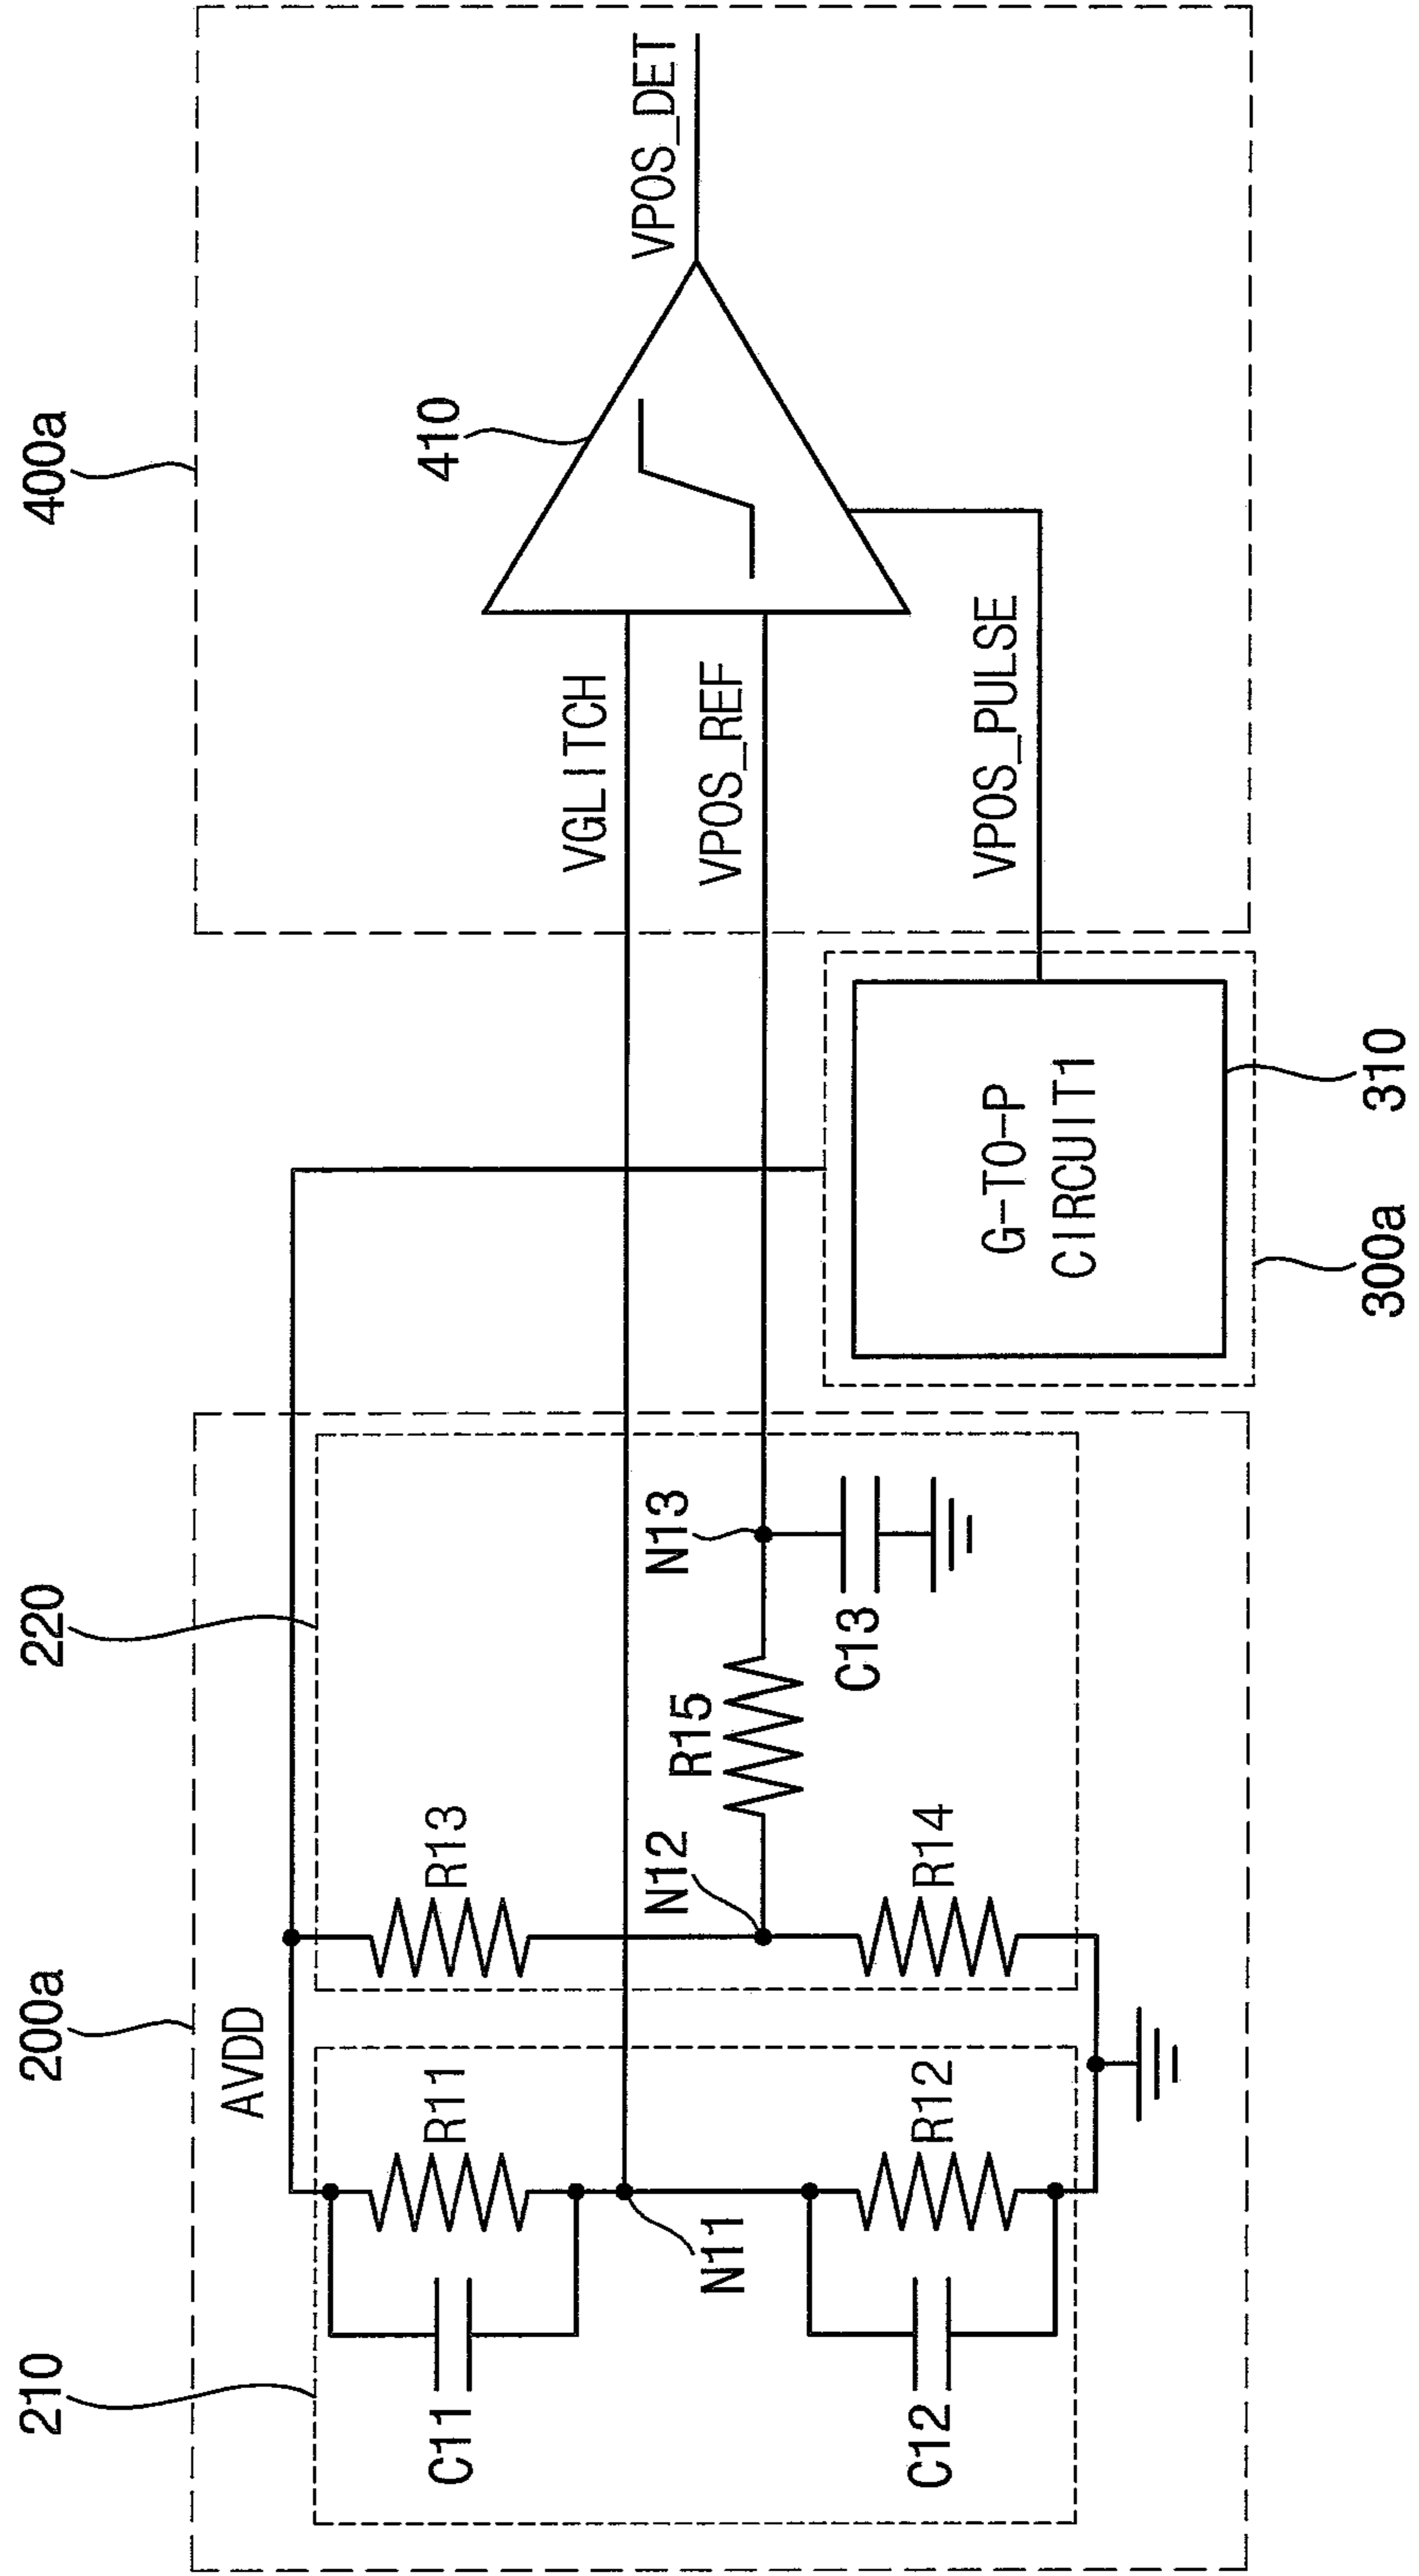 200a
220
400a
210
AVDD
C11
R11
R13
N11
N12
N13
R15
C12
R12
R14
C13
VGLITCH
VPOS_REF
410
VPOS_DET
G-TO-P
CIRCUIT1
VPOS_PULSE
300a
310